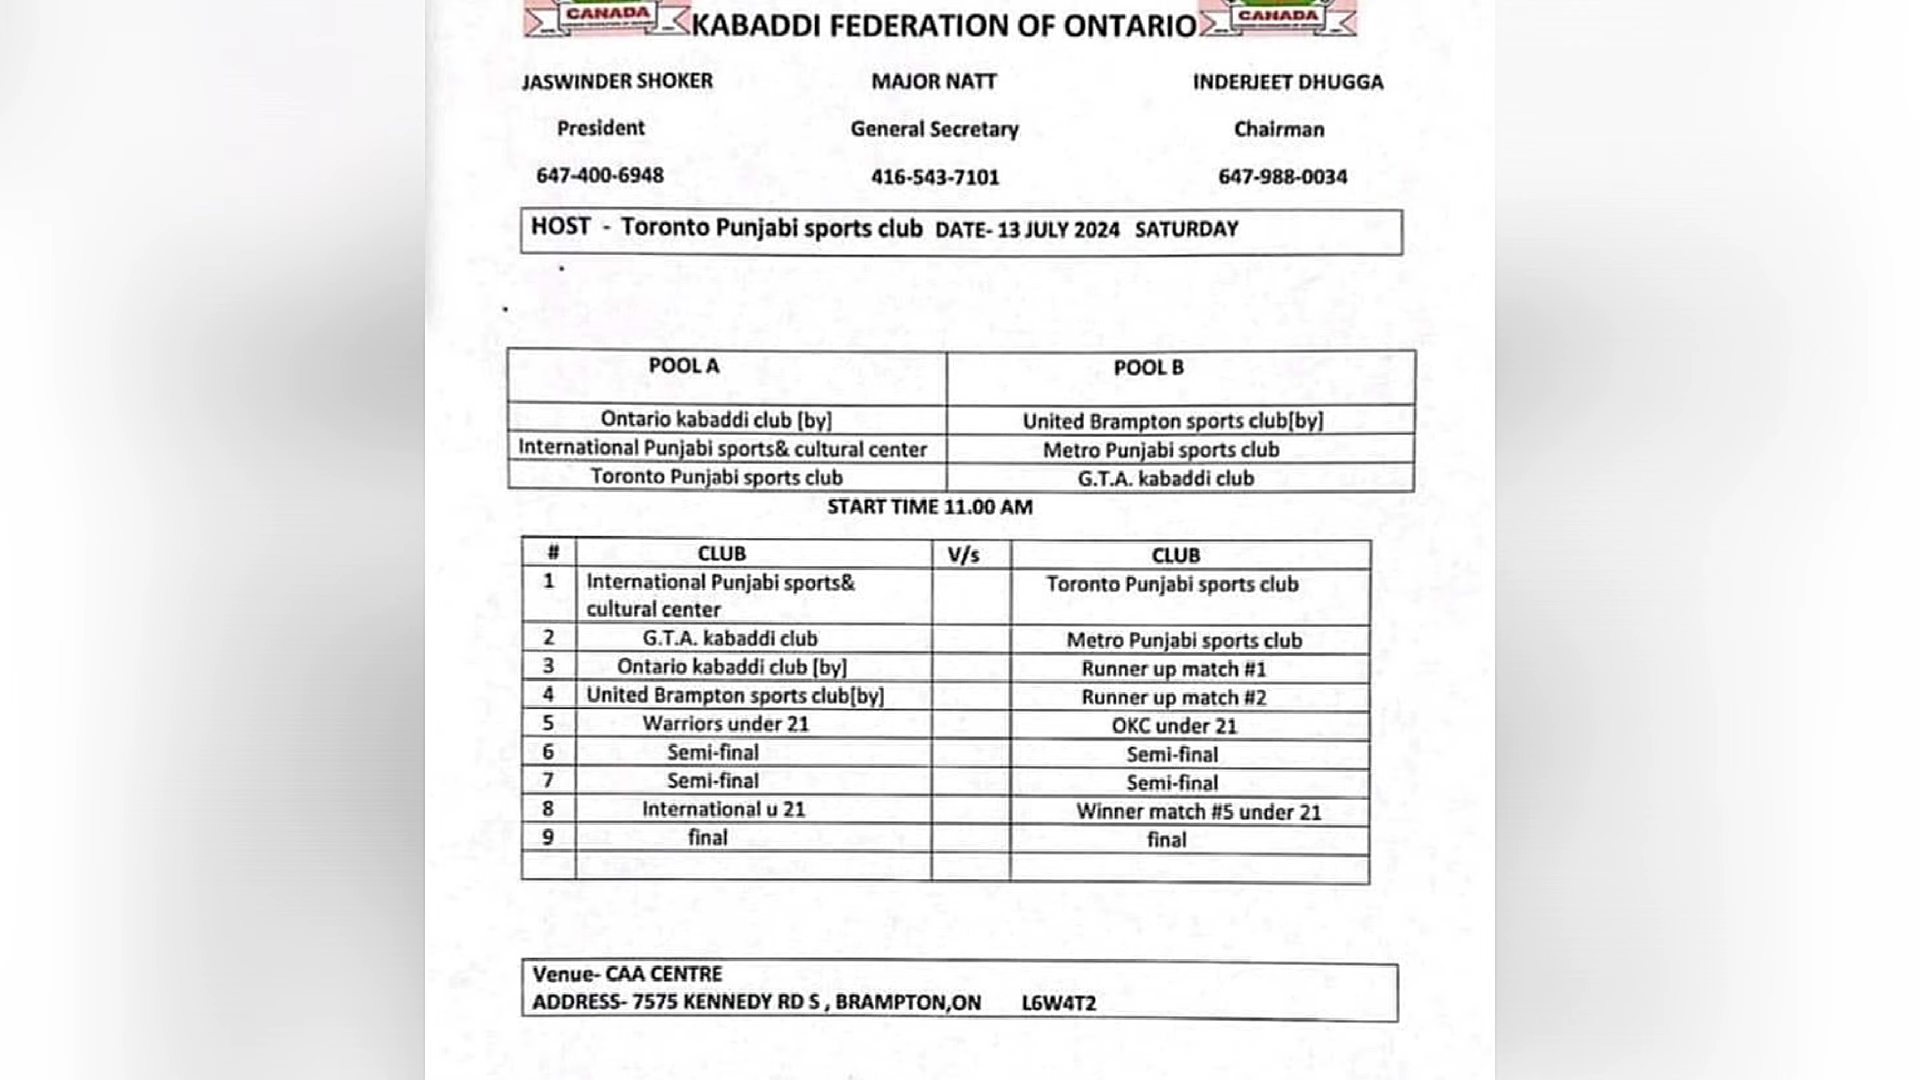 CANADA KABADDI FEDERATION OF ONTARIO CANADA
JASWINDER SHOKER MAJOR NATT INDERJEET DHUGGA
President General Secretary Chairman
647-400-6948 416-543-7101 647-988-0034
HOST - Toronto Punjabi sports club DATE- 13 JULY 2024 SATURDAY
POOL A POOL B
Ontario kabaddi club [by] United Brampton sports club[by]
International Punjabi sports& cultural center Metro Punjabi sports club
Toronto Punjabi sports club G.T.A. kabaddi club
START TIME 11.00 AM
# CLUB V/s CLUB
1 International Punjabi sports& Toronto Punjabi sports club
cultural center
2 G.T.A. kabaddi club Metro Punjabi sports club
3 Ontario kabaddi club [by] Runner up match #1
4 United Brampton sports club[by] Runner up match #2
5 Warriors under 21 OKC under 21
6 Semi-final Semi-final
7 Semi-final Semi-final
8 International u 21 Winner match #5 under 21
9 final final
Venue- CAA CENTRE
ADDRESS- 7575 KENNEDY RD S , BRAMPTON,ON L6W4T2